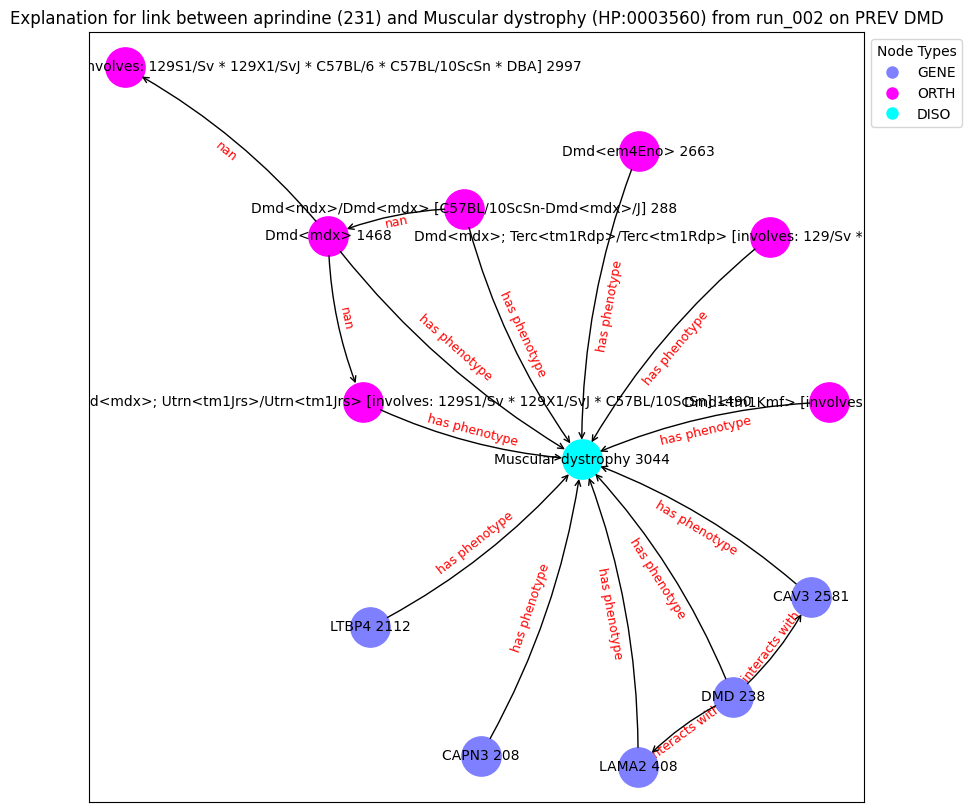 Explanation for link between aprindine (231) and Muscular dystrophy (HP:0003560) from run_002 on PREV DMD
Node Types
GENE
ORTH
DISO
nvolves: 129S1/Sv * 129X1/SvJ * C57BL/6 * C57BL/10ScSn * DBA] 2997
nan
Dmd<em4Eno> 2663
Dmd<mdx>/Dmd<mdx> [C57BL/10ScSn-Dmd<mdx>/J] 288
nan
Dmd<mdx> 1468
Dmd<mdx>; Terc<tm1Rdp>/Terc<tm1Rdp> [involves: 129/Sv *
has phenotype
has phenotype
nan
has phenotype
has phenotype
d<mdx>; Utrn<tm1Jrs>/Utrn<tm1Jrs> [involves: 129S1/Sv * 129X1/SvJ * C57BL/10ScSn] 1490
Dmd<tm1Kmf> [involves
has phenotype
has phenotype
Muscular dystrophy 3044
has phenotype
has phenotype
has phenotype
has phenotype
has phenotype
CAV3 2581
LTBP4 2112
interacts with
DMD 238
nteracts with
CAPN3 208
LAMA2 408